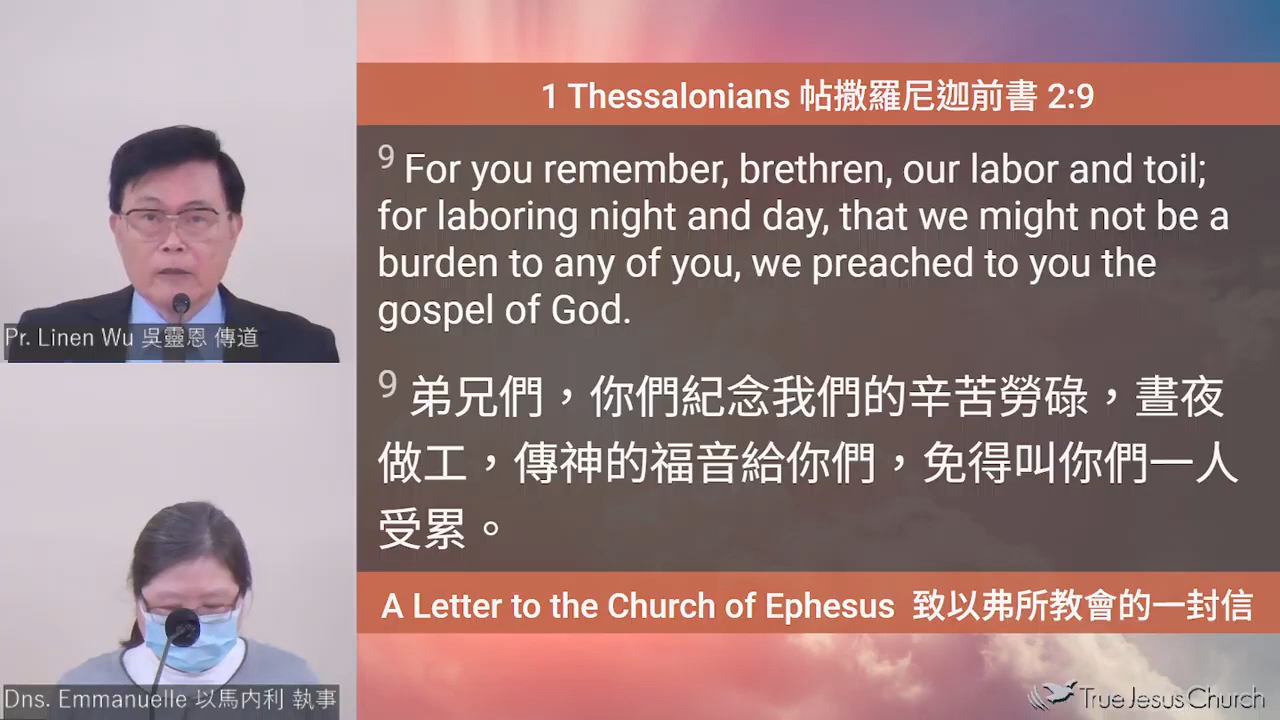 1 Thessalonians 帖撒羅尼迦前書 2:9
9 For you remember, brethren, our labor and toil;
for laboring night and day, that we might not be a
burden to any of you, we preached to you the
gospel of God.
9 弟兄們，你們紀念我們的辛苦勞碌，晝夜
做工，傳神的福音給你們，免得叫你們一人
受累。
A Letter to the Church of Ephesus 致以弗所教會的一封信
Pr. Linen Wu 吳靈恩 傳道
Dns. Emmanuelle 以馬內利 執事
True Jesus Church